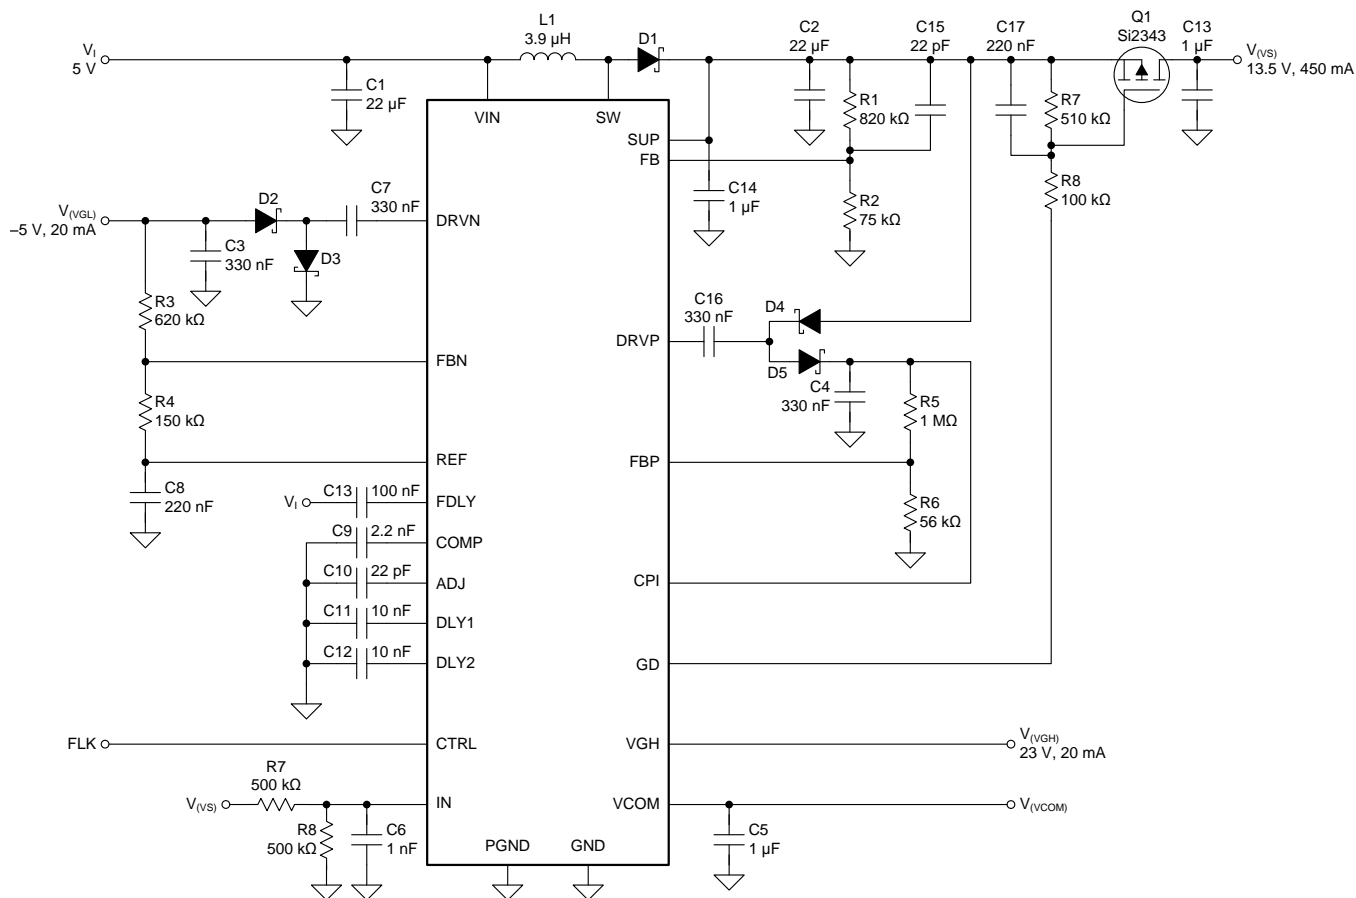 V_I
5 V
C1
22 µF
L1
3.9 µH
D1
C2
22 µF
C15
22 pF
C17
220 nF
Q1
Si2343
C13
1 µF
V_(VS)
13.5 V, 450 mA
VIN
SW
SUP
FB
R1
820 kΩ
R7
510 kΩ
C14
1 µF
R2
75 kΩ
R8
100 kΩ
V_(VGL)
–5 V, 20 mA
D2
C7
330 nF
DRVN
C3
330 nF
D3
R3
620 kΩ
FBN
R4
150 kΩ
REF
C8
220 nF
C16
330 nF
D4
DRVP
D5
C4
330 nF
R5
1 MΩ
FBP
R6
56 kΩ
V_I
C13
100 nF
FDLY
C9
2.2 nF
COMP
C10
22 pF
ADJ
CPI
C11
10 nF
DLY1
C12
10 nF
DLY2
GD
FLK
CTRL
VGH
V_(VGH)
23 V, 20 mA
R7
500 kΩ
V_(VS)
IN
VCOM
V_(VCOM)
R8
500 kΩ
C6
1 nF
PGND
GND
C5
1 µF